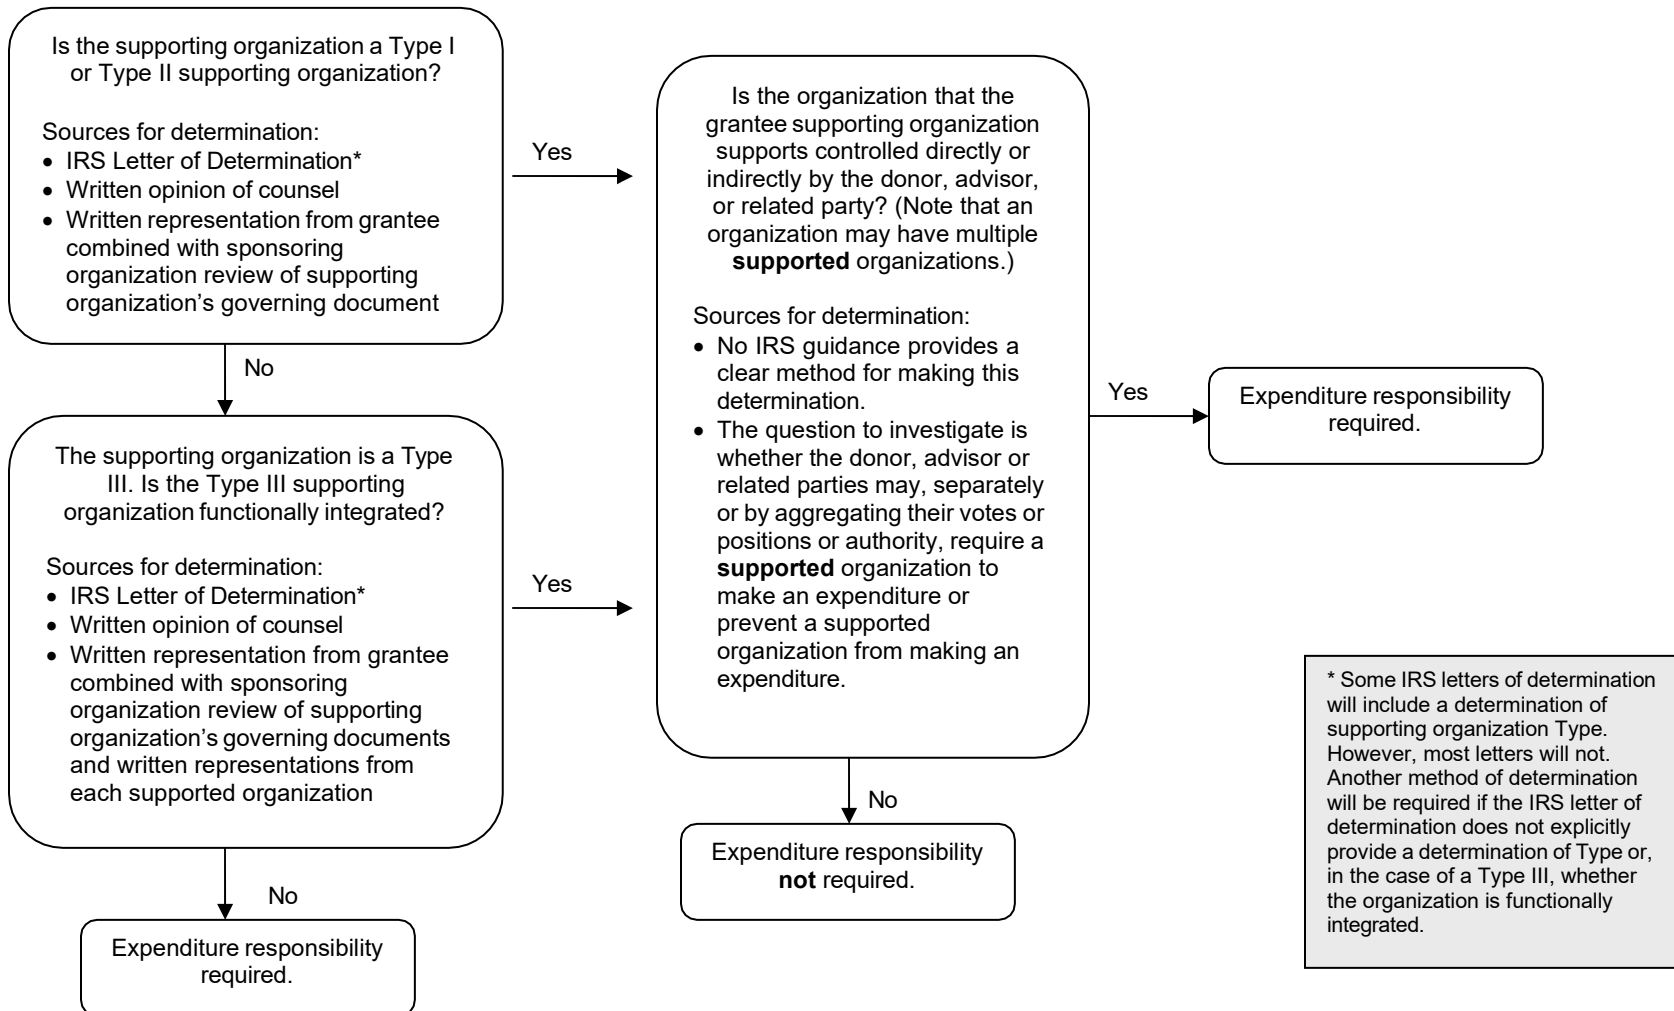 Is the supporting organization a Type I
or Type II supporting organization?
Sources for determination:
• IRS Letter of Determination*
• Written opinion of counsel
• Written representation from grantee
combined with sponsoring
organization review of supporting
organization’s governing document
Yes
No
The supporting organization is a Type
III. Is the Type III supporting
organization functionally integrated?
Sources for determination:
• IRS Letter of Determination*
• Written opinion of counsel
• Written representation from grantee
combined with sponsoring
organization review of supporting
organization’s governing documents
and written representations from
each supported organization
Yes
No
Expenditure responsibility
required.
Is the organization that the
grantee supporting organization
supports controlled directly or
indirectly by the donor, advisor,
or related party? (Note that an
organization may have multiple
supported organizations.)
Sources for determination:
• No IRS guidance provides a
clear method for making this
determination.
• The question to investigate is
whether the donor, advisor or
related parties may, separately
or by aggregating their votes or
positions or authority, require a
supported organization to
make an expenditure or
prevent a supported
organization from making an
expenditure.
No
Expenditure responsibility
not required.
Yes
Expenditure responsibility
required.
* Some IRS letters of determination
will include a determination of
supporting organization Type.
However, most letters will not.
Another method of determination
will be required if the IRS letter of
determination does not explicitly
provide a determination of Type or,
in the case of a Type III, whether
the organization is functionally
integrated.